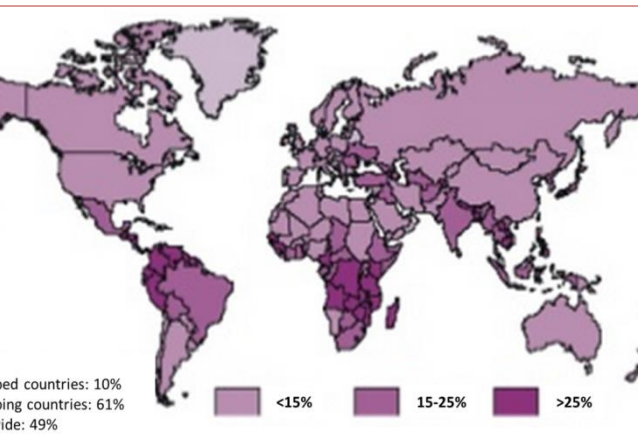 ped countries: 10%
ping countries: 61%
ide: 49%
<15%
15-25%
>25%